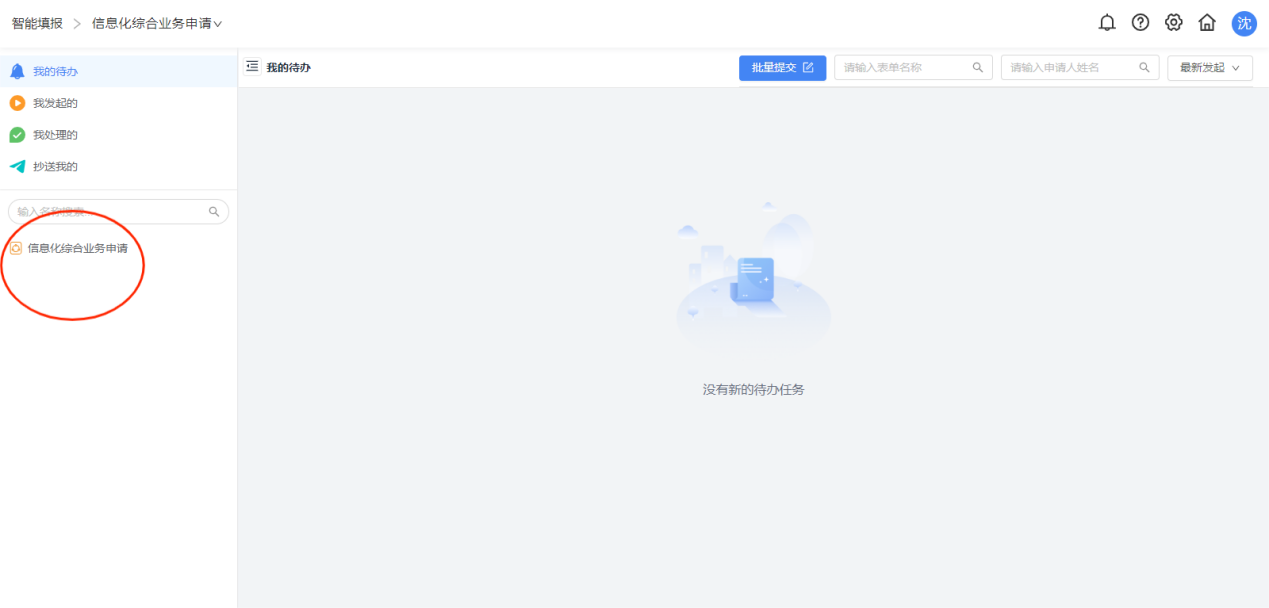 智能填报 > 信息化综合业务申请
沈
我的待办
我发起的
我处理的
抄送我的
输入名称搜索...
信息化综合业务申请
我的待办
批量提交
请输入表单名称
请输入申请人姓名
最新发起
没有新的待办任务